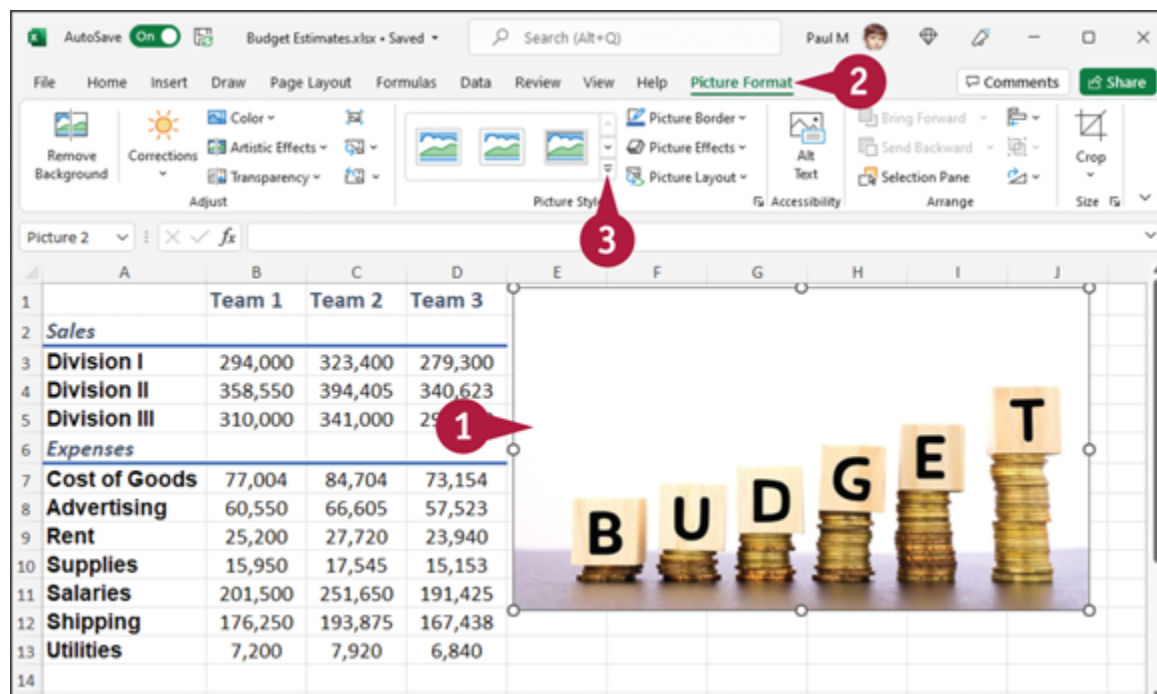 AutoSave On Budget Estimates.xlsx • Saved Search (Alt+Q) Paul M
File Home Insert Draw Page Layout Formulas Data Review View Help Picture Format 2 Comments Share
Remove Background
Corrections
Color
Artistic Effects
Transparency
Adjust
Picture Border
Picture Effects
Picture Layout
Picture
3
Alt Text
Accessibility
Bring Forward
Send Backward
Selection Pane
Arrange
Crop
Size
Picture 2 fx
A B C D E F G H I J
1 Team 1 Team 2 Team 3
2 Sales
3 Division I 294,000 323,400 279,300
4 Division II 358,550 394,405 340,623
5 Division III 310,000 341,000
1
6 Expenses
7 Cost of Goods 77,004 84,704 73,154
8 Advertising 60,550 66,605 57,523
9 Rent 25,200 27,720 23,940
10 Supplies 15,950 17,545 15,153
11 Salaries 201,500 251,650 191,425
12 Shipping 176,250 193,875 167,438
13 Utilities 7,200 7,920 6,840
14
BUDGET